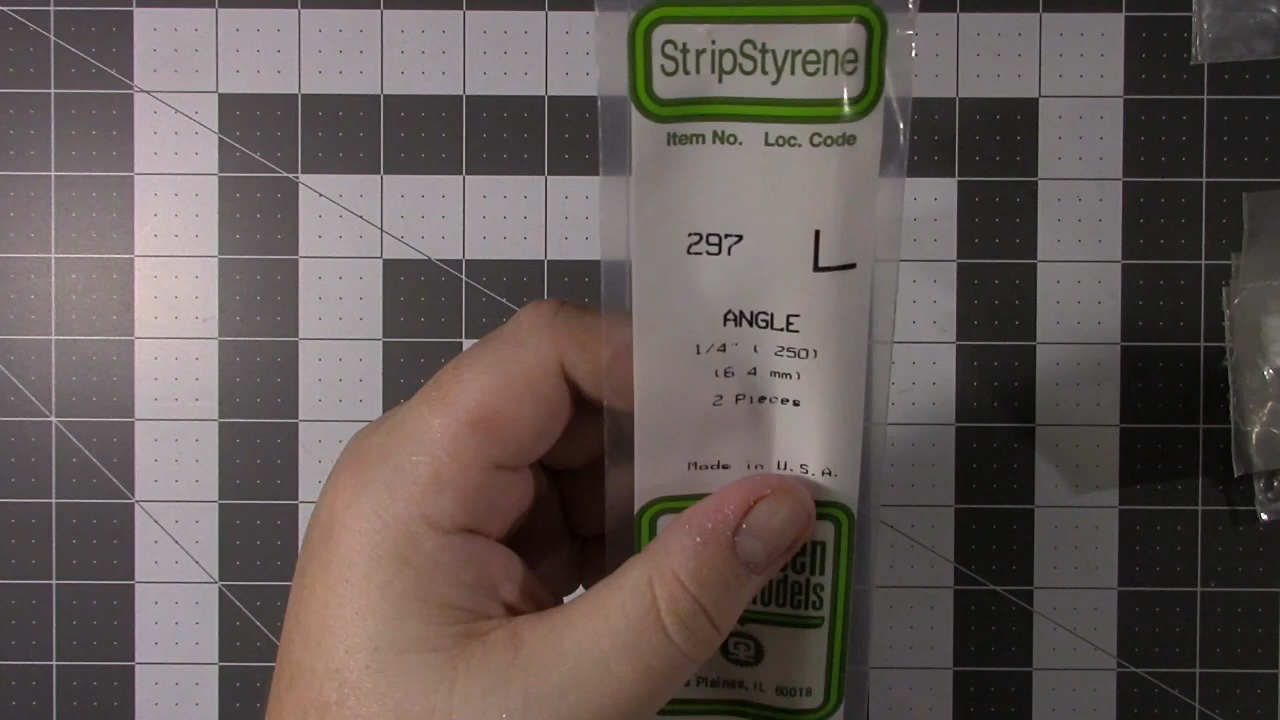 StripStyrene
Item No. Loc. Code
297 L
ANGLE
1/4" ( 250)
(6 4 mm)
2 Pieces
Made in U.S.A.
Plaines, IL 60018